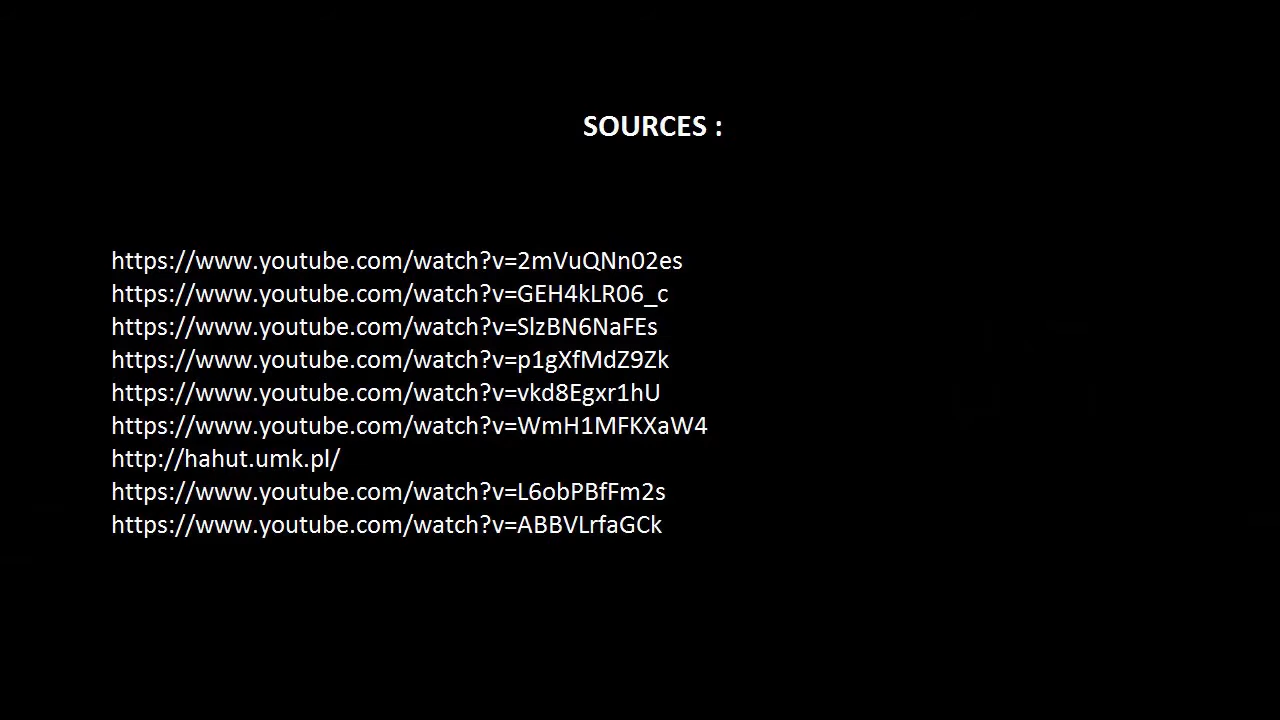 SOURCES :
https://www.youtube.com/watch?v=2mVuQNn02es
https://www.youtube.com/watch?v=GEH4kLR06_c
https://www.youtube.com/watch?v=SlzBN6NaFEs
https://www.youtube.com/watch?v=p1gXfMdZ9Zk
https://www.youtube.com/watch?v=vkd8Egxr1hU
https://www.youtube.com/watch?v=WmH1MFKXaW4
http://hahut.umk.pl/
https://www.youtube.com/watch?v=L6obPBfFm2s
https://www.youtube.com/watch?v=ABBVLrfaGCk